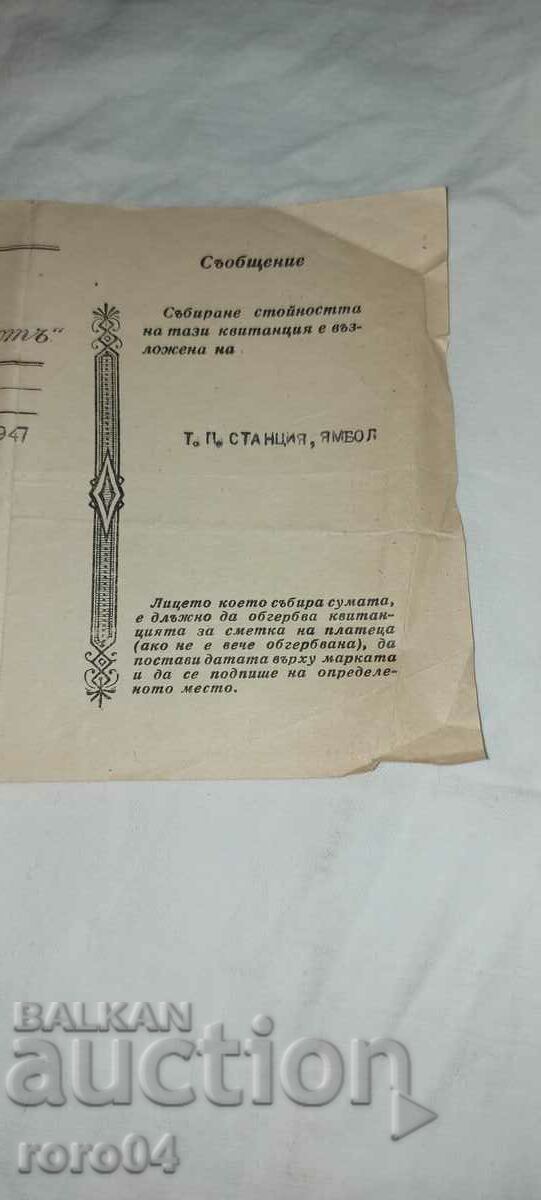 Съобщение
Събиране стойността
на тази квитанция е въз-
ложена на
947
Т. П. СТАНЦИЯ, ЯМБОЛ
Лицето което събира сумата,
е длъжно да обгербва квитан-
цията за сметка на платеца
(ако не е вече обгербвана), да
постави датата върху марката
и да се подпише на определе-
ното место.
BALKAN
auction
roro04